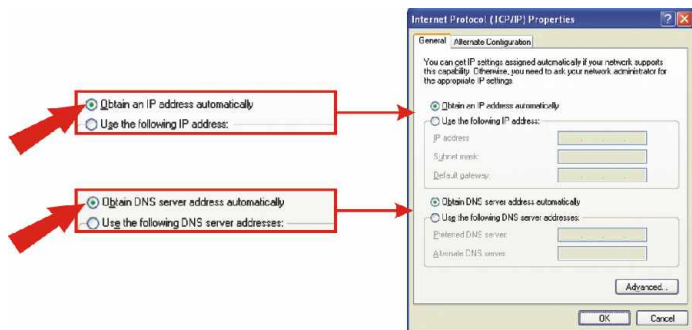 Obtain an IP address automatically
Use the following IP address:
Obtain DNS server address automatically
Use the following DNS server addresses:
Internet Protocol (TCP/IP) Properties
General
Alternate Configuration
You can get IP settings assigned automatically if your network supports
this capability. Otherwise, you need to ask your network administrator for
the appropriate IP settings.
Obtain an IP address automatically
Use the following IP address:
IP address
Subnet mask:
Default gateway:
Obtain DNS server address automatically
Use the following DNS server addresses:
Preferred DNS server:
Alternate DNS server:
Advanced...
OK
Cancel